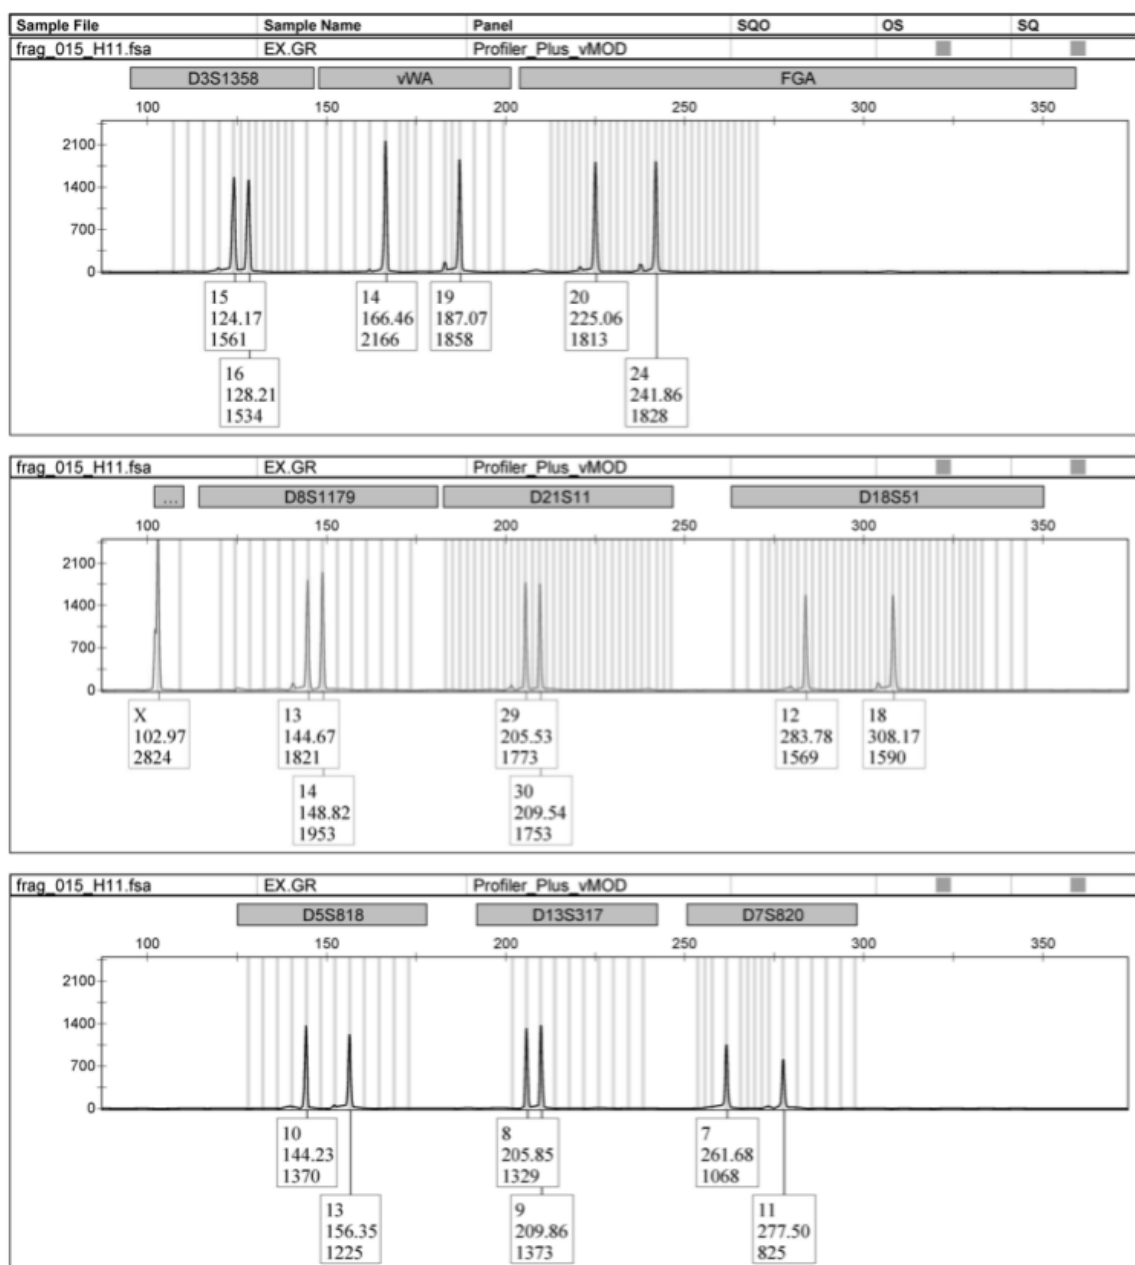 Sample File Sample Name Panel SQO OS SQ
frag_015_H11.fsa EX.GR Profiler_Plus_vMOD
D3S1358 vWA FGA
100 150 200 250 300 350
2100
1400
700
0
15 14 19 20
124.17 166.46 187.07 225.06
1561 2166 1858 1813
16 24
128.21 241.86
1534 1828
frag_015_H11.fsa EX.GR Profiler_Plus_vMOD
... D8S1179 D21S11 D18S51
100 150 200 250 300 350
2100
1400
700
0
X 13 29 12 18
102.97 144.67 205.53 283.78 308.17
2824 1821 1773 1569 1590
14 30
148.82 209.54
1953 1753
frag_015_H11.fsa EX.GR Profiler_Plus_vMOD
D5S818 D13S317 D7S820
100 150 200 250 300 350
2100
1400
700
0
10 8 7
144.23 205.85 261.68
1370 1329 1068
13 9 11
156.35 209.86 277.50
1225 1373 825